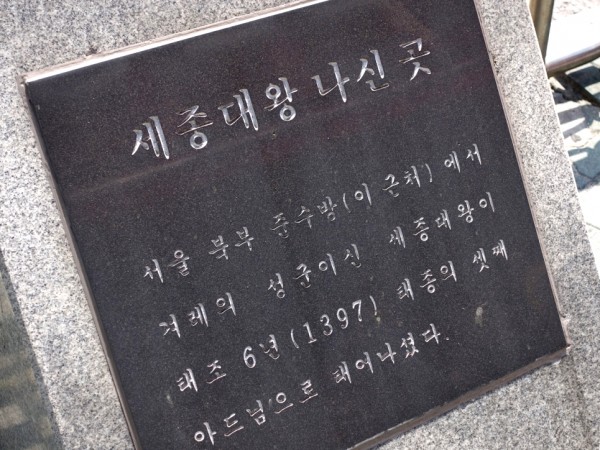 세종대왕 나신 곳
서울 북부 준수방(이 근처)에서
겨레의 성군이신 세종대왕이
태조 6년(1397) 태종의 셋째
아드님으로 태어나셨다.